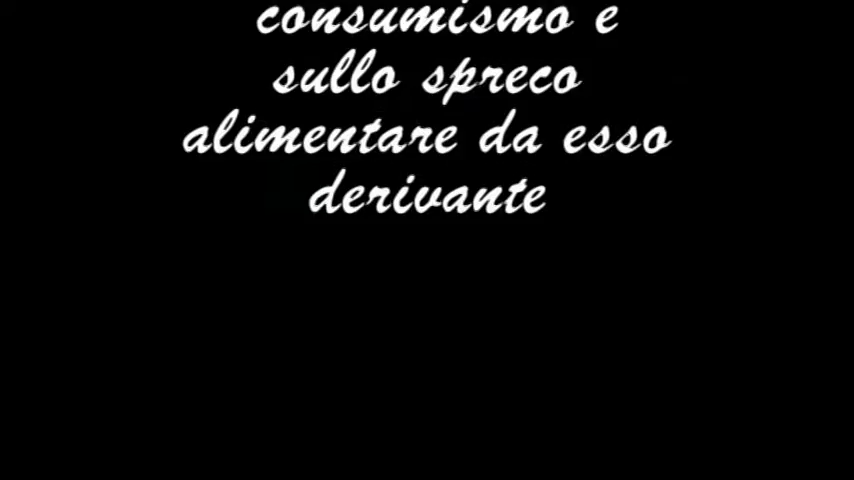 consumismo e
sullo spreco
alimentare da esso
derivante